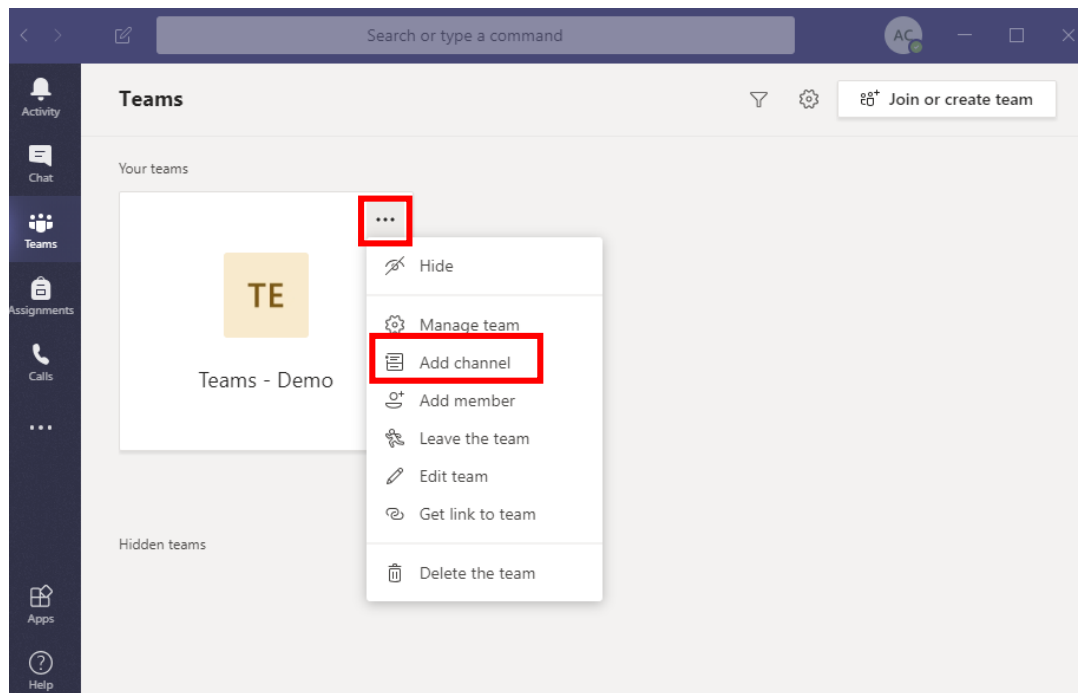 Search or type a command
AC
Activity
Chat
Teams
Assignments
Calls
Apps
Help
Teams
Join or create team
Your teams
TE
Teams - Demo
Hide
Manage team
Add channel
Add member
Leave the team
Edit team
Get link to team
Delete the team
Hidden teams